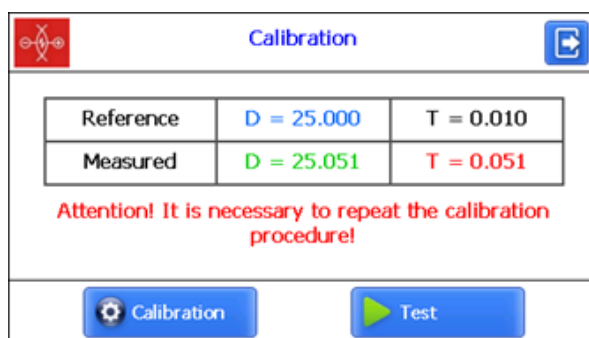 Calibration
Reference D = 25.000 T = 0.010
Measured D = 25.051 T = 0.051
Attention! It is necessary to repeat the calibration
procedure!
Calibration Test